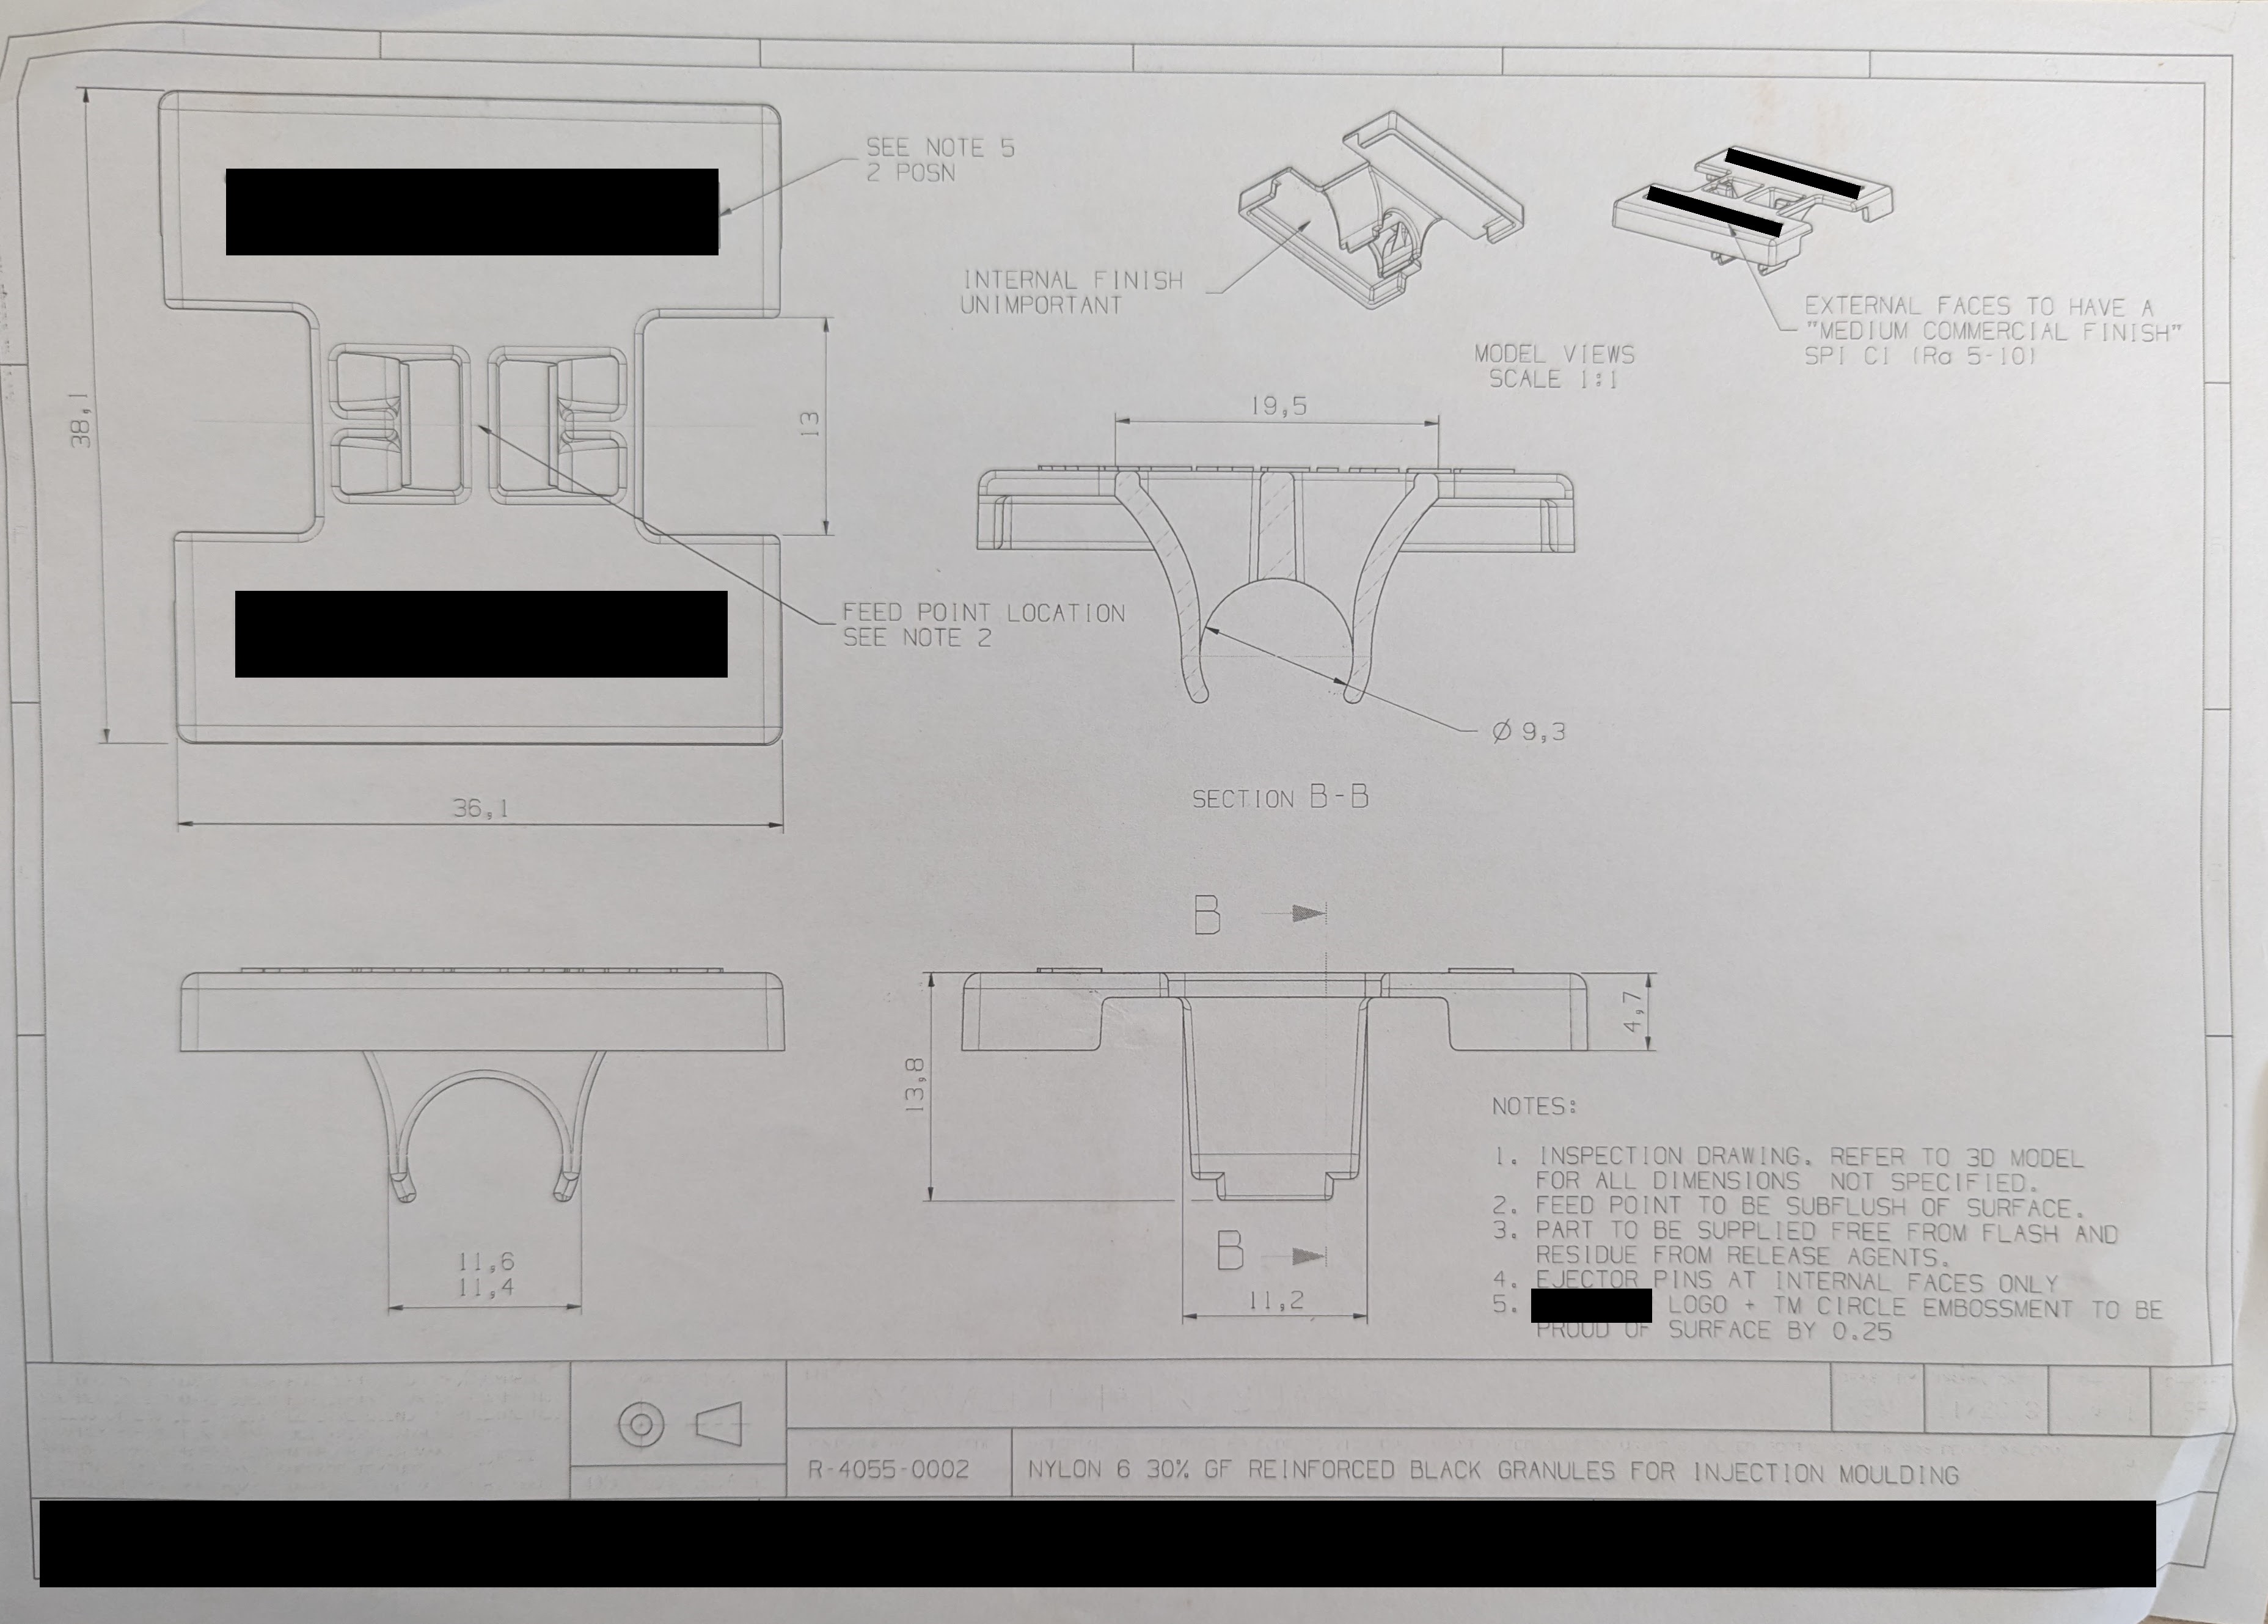 SEE NOTE 5
2 POSN
INTERNAL FINISH
UNIMPORTANT
EXTERNAL FACES TO HAVE A
"MEDIUM COMMERCIAL FINISH"
SPI C1 (Ra 5-10)
MODEL VIEWS
SCALE 1:1
38,1
13
19,5
FEED POINT LOCATION
SEE NOTE 2
Ø 9,3
36,1
SECTION B-B
B
13,8
4,7
11,6
11,4
B
11,2
NOTES:
1. INSPECTION DRAWING. REFER TO 3D MODEL
FOR ALL DIMENSIONS NOT SPECIFIED.
2. FEED POINT TO BE SUBFLUSH OF SURFACE.
3. PART TO BE SUPPLIED FREE FROM FLASH AND
RESIDUE FROM RELEASE AGENTS.
4. EJECTOR PINS AT INTERNAL FACES ONLY
5. LOGO + TM CIRCLE EMBOSSMENT TO BE
PROUD OF SURFACE BY 0.25
R-4055-0002
NYLON 6 30% GF REINFORCED BLACK GRANULES FOR INJECTION MOULDING